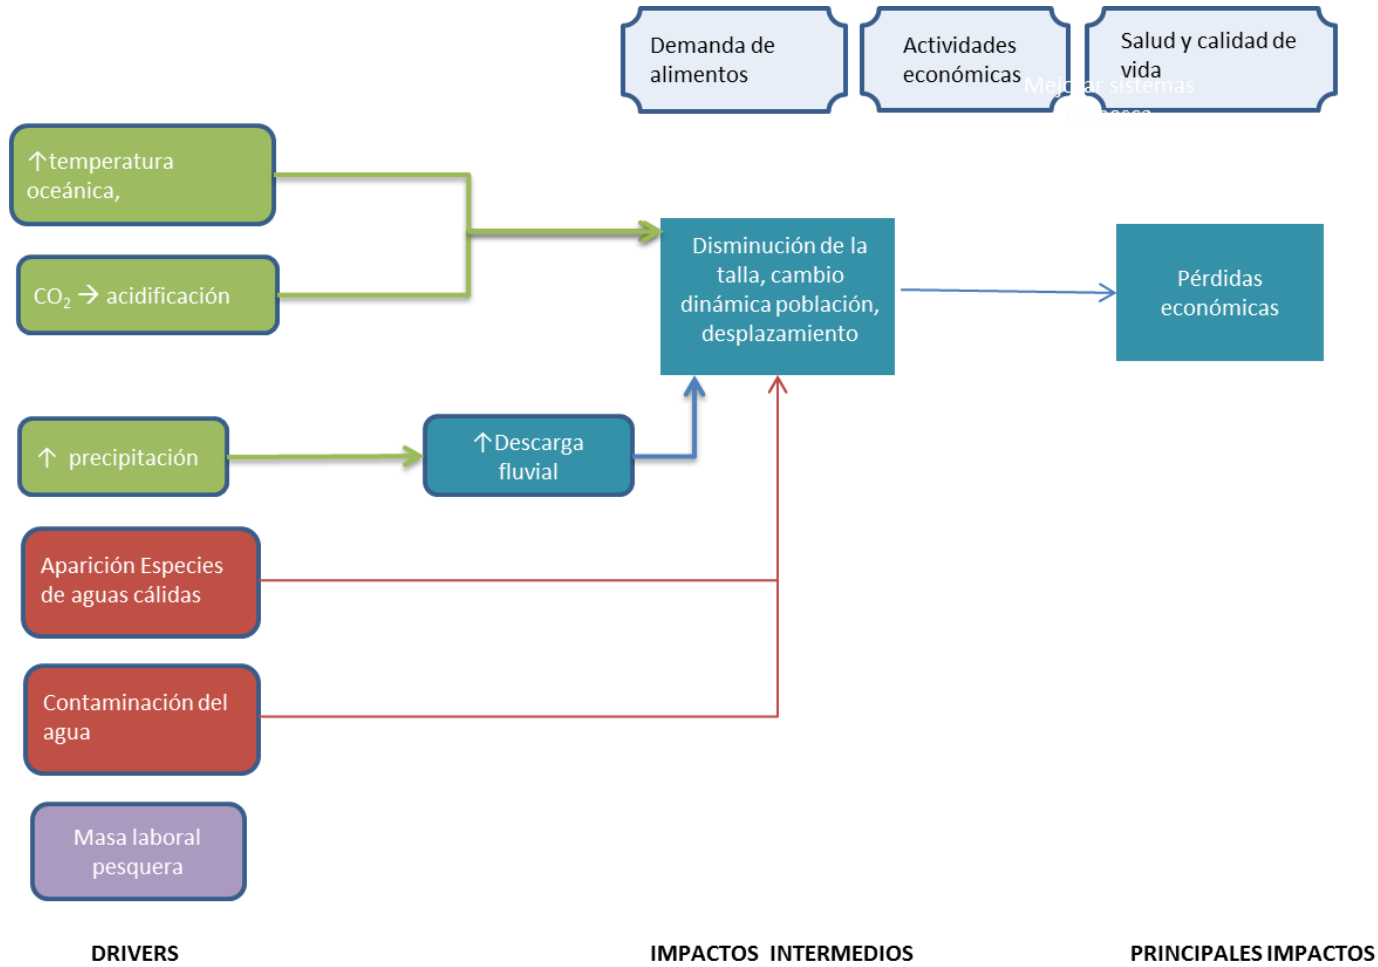 Demanda de
alimentos
Actividades
económicas
Salud y calidad de
vida
Mejorar sistemas
↑temperatura
oceánica,
CO₂ → acidificación
Disminución de la
talla, cambio
dinámica población,
desplazamiento
Pérdidas
económicas
↑ precipitación
↑Descarga
fluvial
Aparición Especies
de aguas cálidas
Contaminación del
agua
Masa laboral
pesquera
DRIVERS
IMPACTOS INTERMEDIOS
PRINCIPALES IMPACTOS